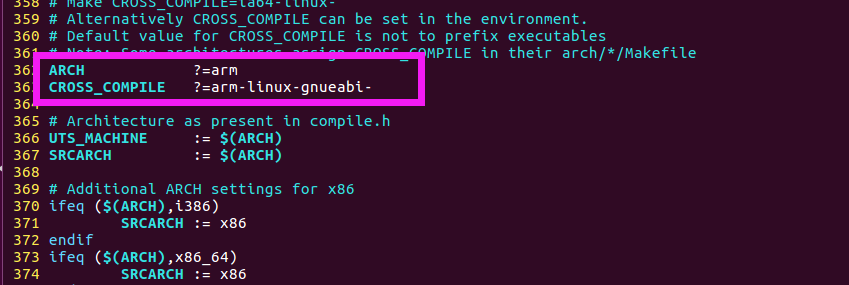 358 # Make CROSS_COMPILE=ia64-linux-
359 # Alternatively CROSS_COMPILE can be set in the environment.
360 # Default value for CROSS_COMPILE is not to prefix executables
361 # Note: Some architectures assign CROSS_COMPILE in their arch/*/Makefile
362 ARCH ?=arm
363 CROSS_COMPILE ?=arm-linux-gnueabi-
364
365 # Architecture as present in compile.h
366 UTS_MACHINE := $(ARCH)
367 SRCARCH := $(ARCH)
368
369 # Additional ARCH settings for x86
370 ifeq ($(ARCH),i386)
371 SRCARCH := x86
372 endif
373 ifeq ($(ARCH),x86_64)
374 SRCARCH := x86